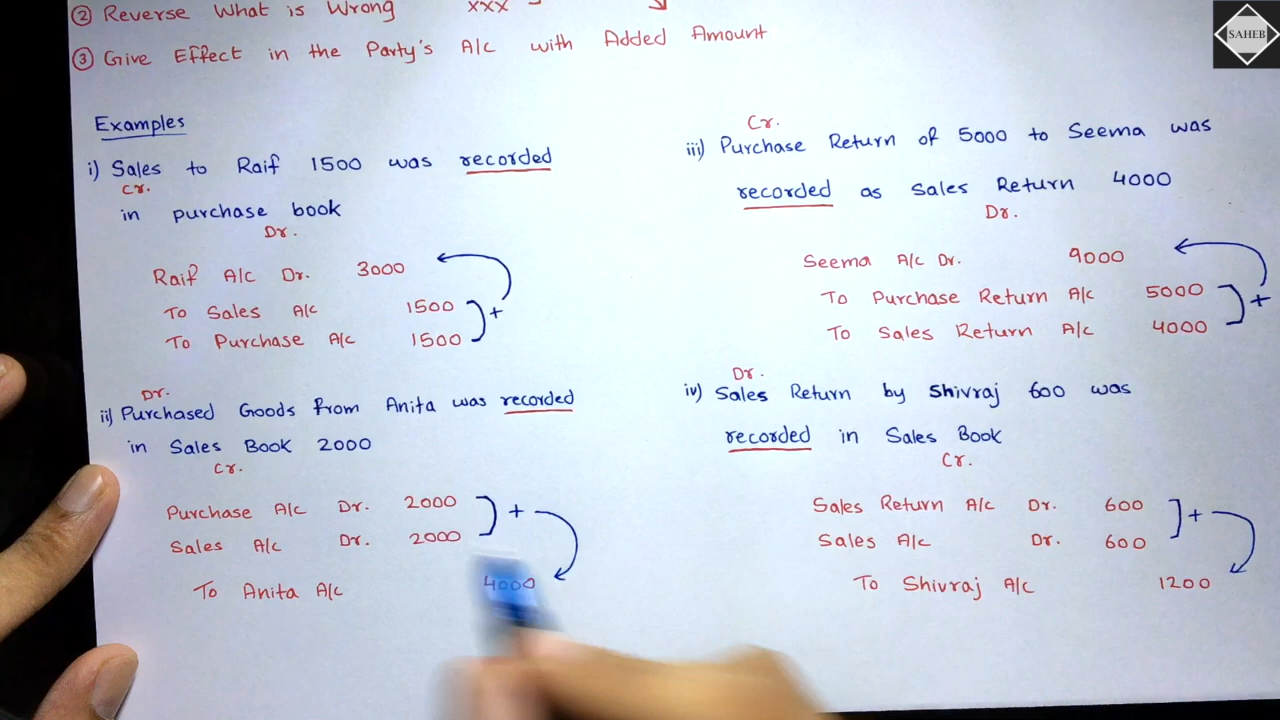 ② Reverse What is Wrong xxx
③ Give Effect in the Party's A/c with Added Amount
SAHEB
Examples
i) Sales to Raif 1500 was recorded
Cr.
in purchase book
Dr.
Raif A/c Dr. 3000
To Sales A/c 1500
To Purchase A/c 1500
+
Dr.
ii) Purchased Goods from Anita was recorded
in Sales Book 2000
Cr.
Purchase A/c Dr. 2000
Sales A/c Dr. 2000
+
To Anita A/c 4000
Cr.
iii) Purchase Return of 5000 to Seema was
recorded as Sales Return 4000
Dr.
Seema A/c Dr. 9000
To Purchase Return A/c 5000
To Sales Return A/c 4000
+
Dr.
iv) Sales Return by Shivraj 600 was
recorded in Sales Book
Cr.
Sales Return A/c Dr. 600
Sales A/c Dr. 600
+
To Shivraj A/c 1200